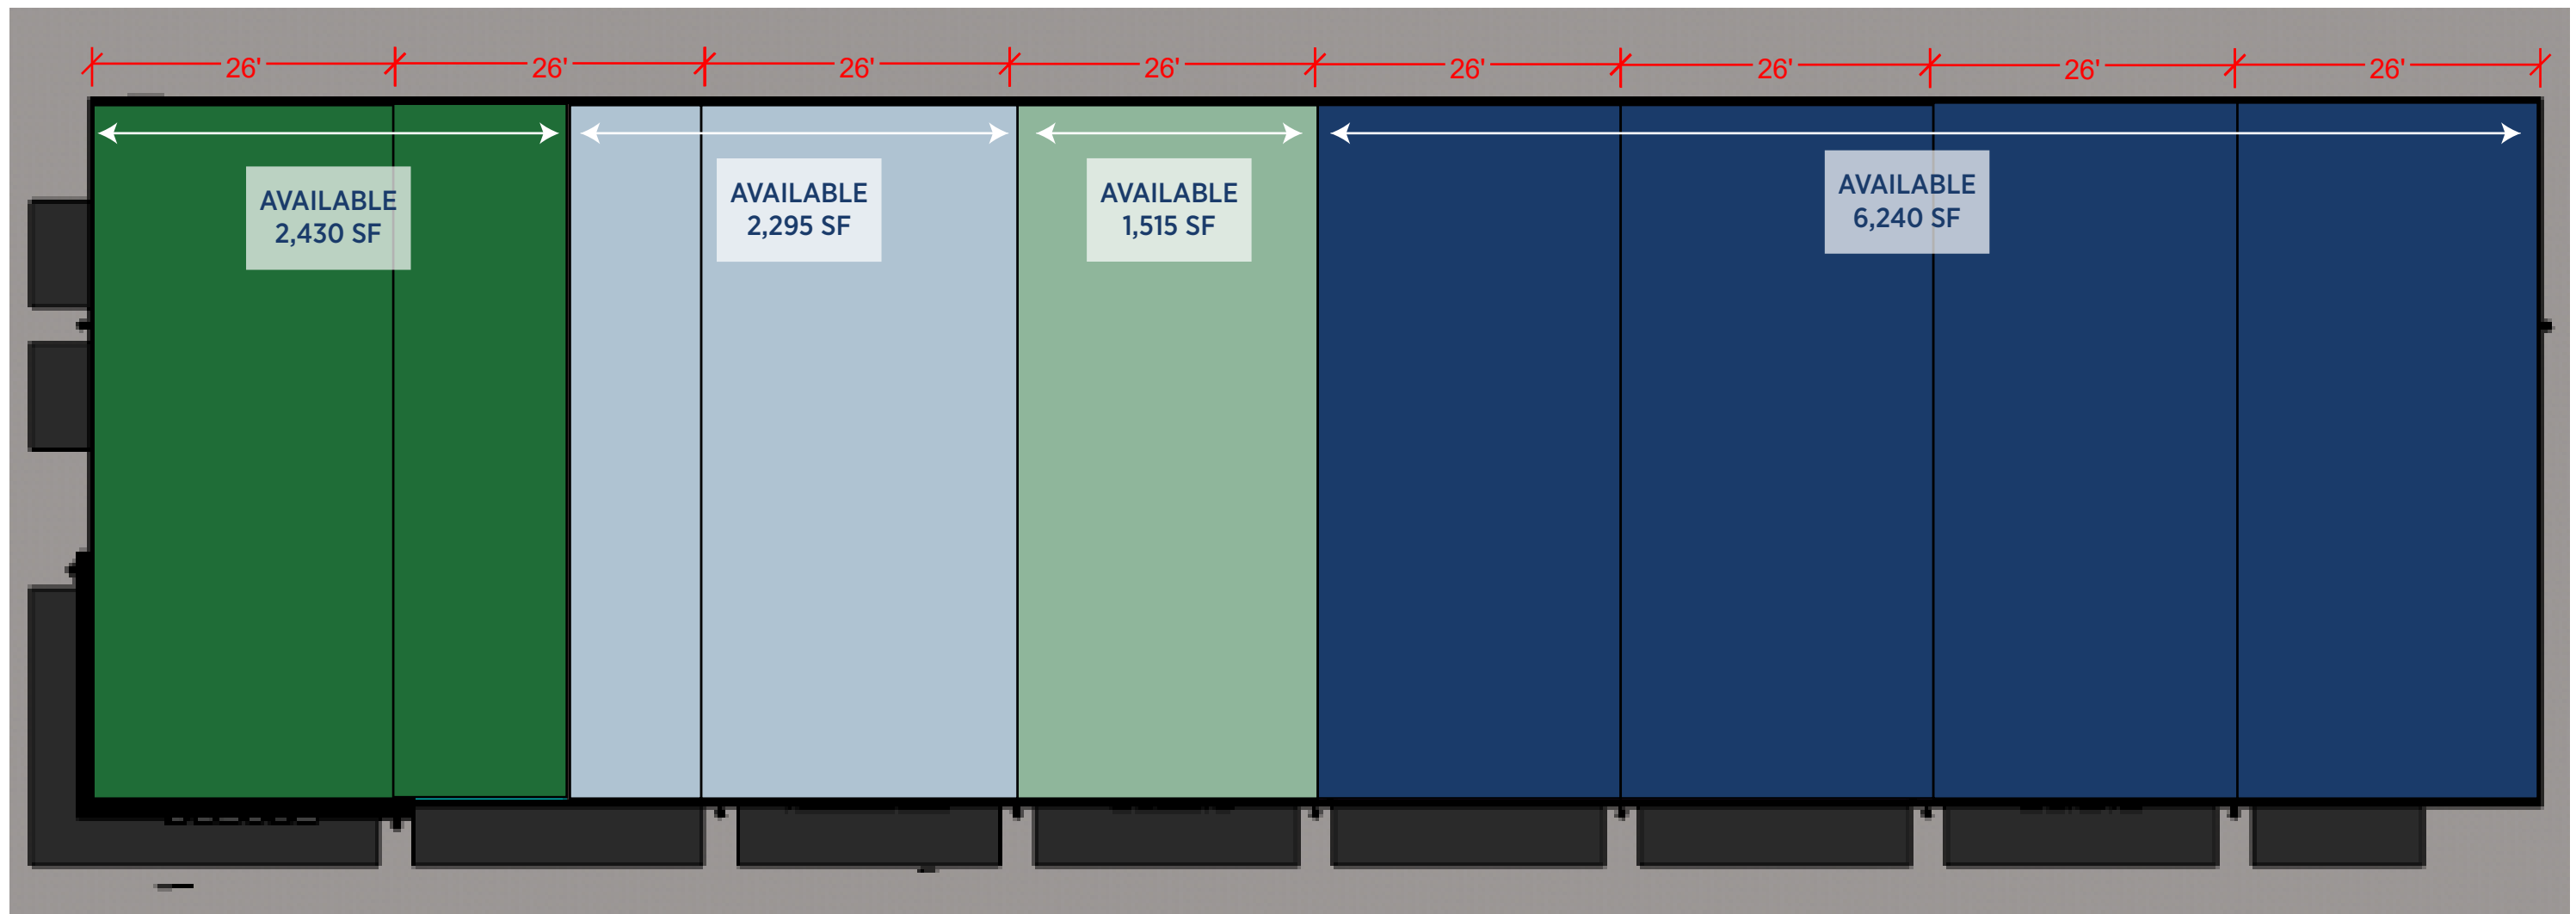 26' 26' 26' 26' 26' 26' 26' 26'
AVAILABLE
2,430 SF
AVAILABLE
2,295 SF
AVAILABLE
1,515 SF
AVAILABLE
6,240 SF